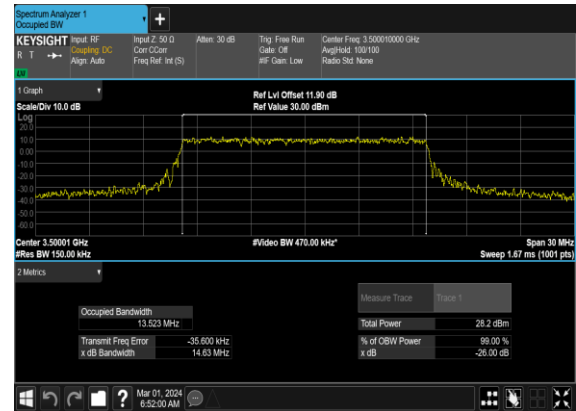 Spectrum Analyzer 1
Occupied BW
+
KEYSIGHT Input: RF Input Z: 50 Ω Atten: 30 dB Trig: Free Run Center Freq: 3.500010000 GHz
R T Coupling: DC Corr CCorr Gate: Off Avg|Hold: 100/100
Align: Auto Freq Ref: Int (S) #IF Gain: Low Radio Std: None
LW
1 Graph
Ref Lvl Offset 11.90 dB
Scale/Div 10.0 dB Ref Value 30.00 dBm
Log
20.0
10.0
0.00
-10.0
-20.0
-30.0
-40.0
-50.0
-60.0
Center 3.50001 GHz #Video BW 470.00 kHz* Span 30 MHz
#Res BW 150.00 kHz Sweep 1.67 ms (1001 pts)
2 Metrics
Measure Trace Trace 1
Occupied Bandwidth
13.523 MHz Total Power 28.2 dBm
Transmit Freq Error -35.600 kHz % of OBW Power 99.00 %
x dB Bandwidth 14.63 MHz x dB -26.00 dB
? Mar 01, 2024
6:52:00 AM